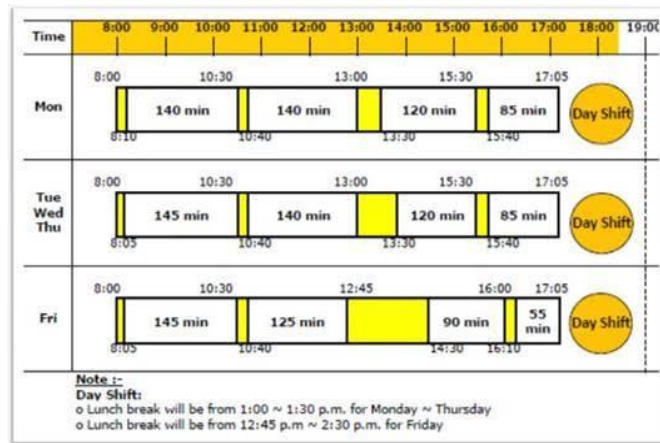 Time 8:00 9:00 10:00 11:00 12:00 13:00 14:00 15:00 16:00 17:00 18:00 19:00
8:00 10:30 13:00 15:30 17:05
Mon 140 min 140 min 120 min 85 min Day Shift
8:10 10:40 13:30 15:40
8:00 10:30 13:00 15:30 17:05
Tue
Wed
Thu
145 min 140 min 120 min 85 min Day Shift
8:05 10:40 13:30 15:40
8:00 10:30 12:45 16:00 17:05
Fri 145 min 125 min 90 min 55
min
Day Shift
8:05 10:40 14:30 16:10
Note :-
Day Shift:
o Lunch break will be from 1:00 ~ 1:30 p.m. for Monday ~ Thursday
o Lunch break will be from 12:45 p.m ~ 2:30 p.m. for Friday